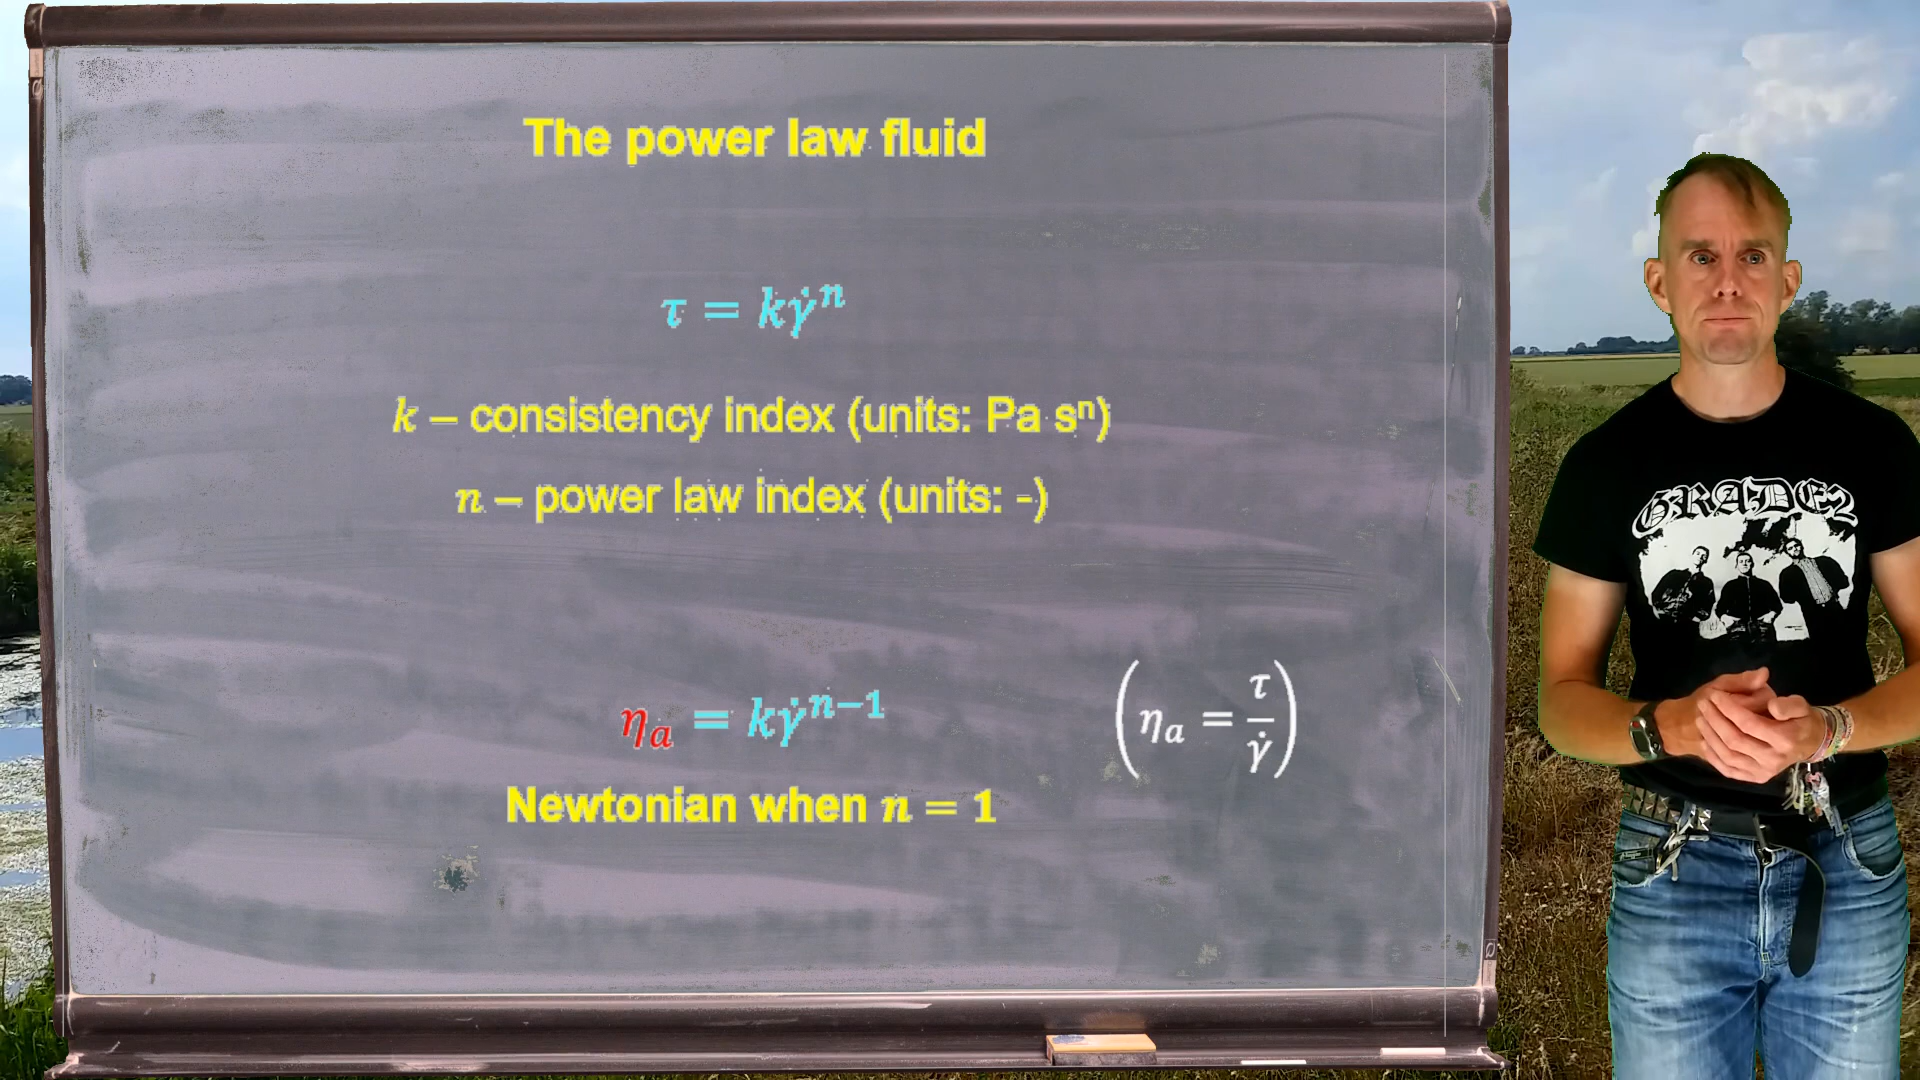 The power law fluid
τ = kγ̇ⁿ
k – consistency index (units: Pa sⁿ)
n – power law index (units: -)
ηₐ = kγ̇ⁿ⁻¹ (ηₐ = τ/γ̇)
Newtonian when n = 1
GRADE2